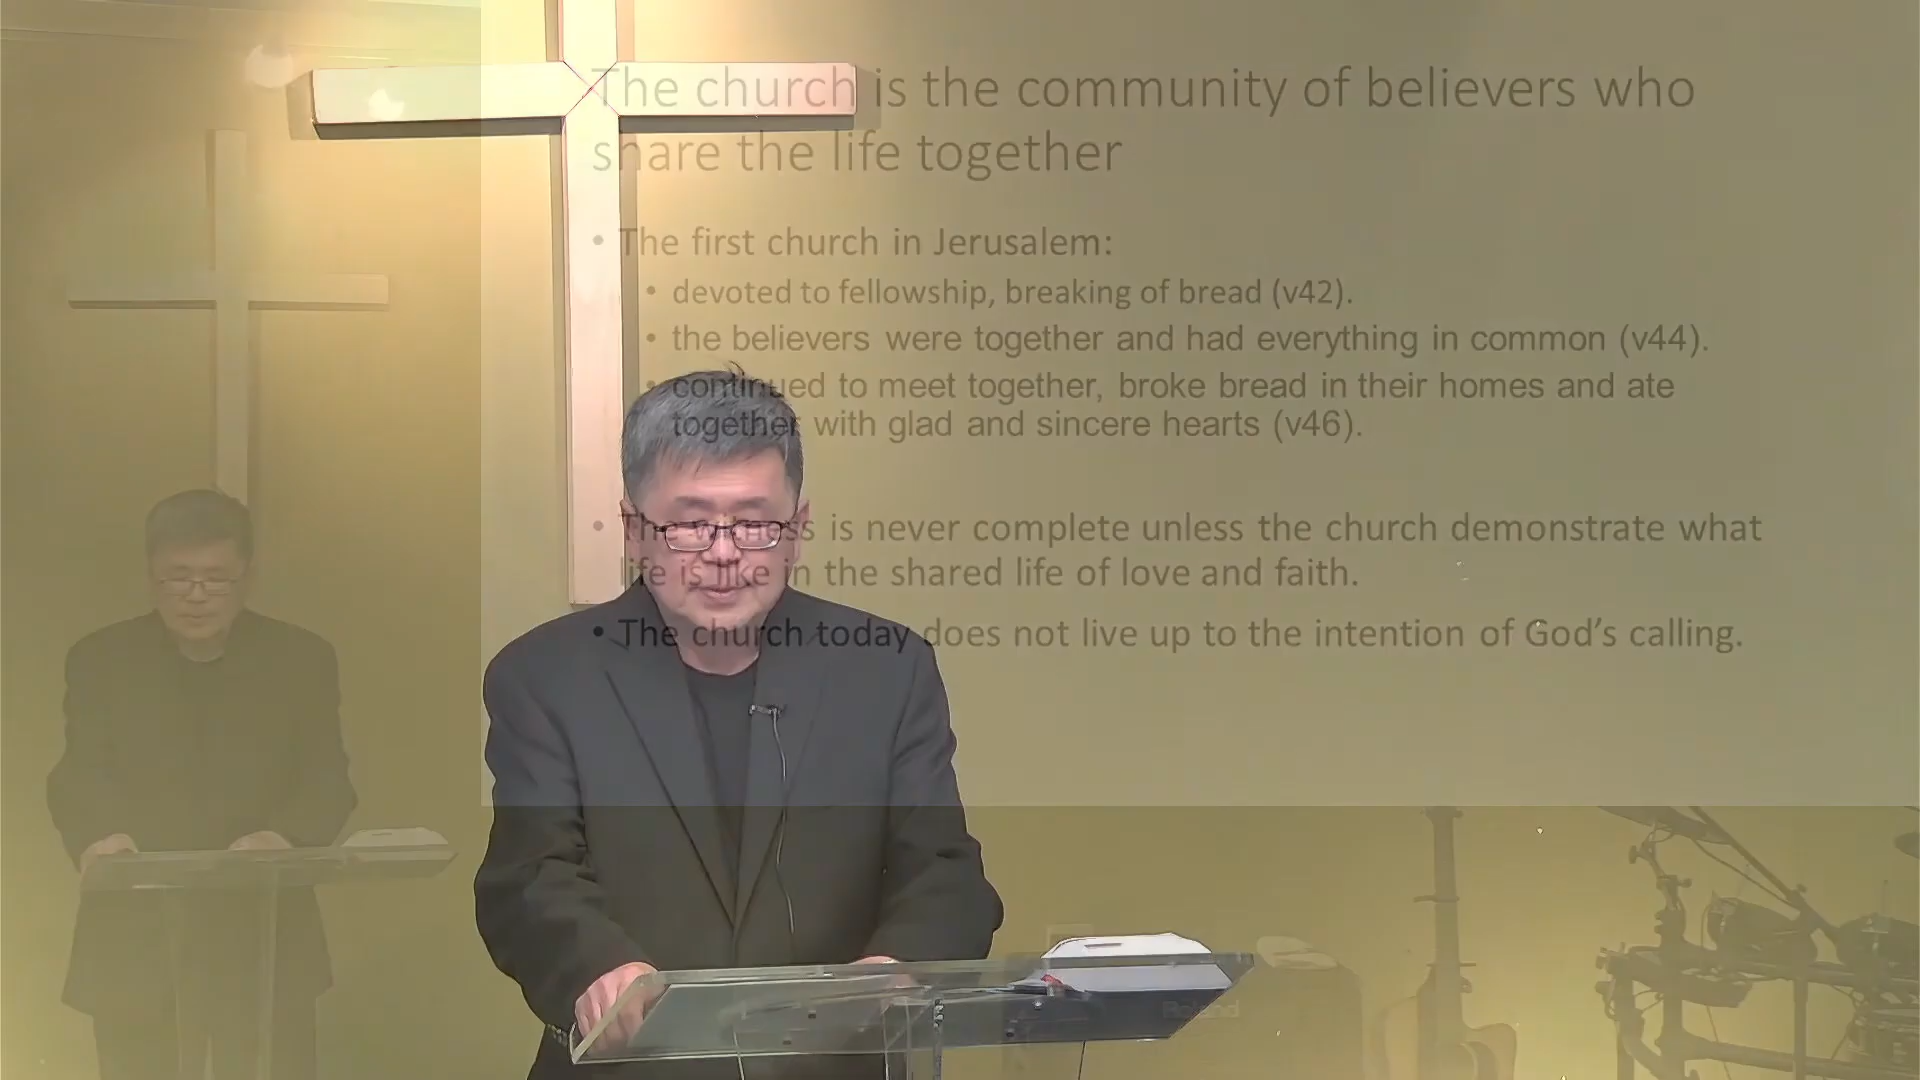 The church is the community of believers who
share the life together
• The first church in Jerusalem:
• devoted to fellowship, breaking of bread (v42).
• the believers were together and had everything in common (v44).
• continued to meet together, broke bread in their homes and ate
together with glad and sincere hearts (v46).
• The witness is never complete unless the church demonstrate what
life is like in the shared life of love and faith.
• The church today does not live up to the intention of God’s calling.
Roland